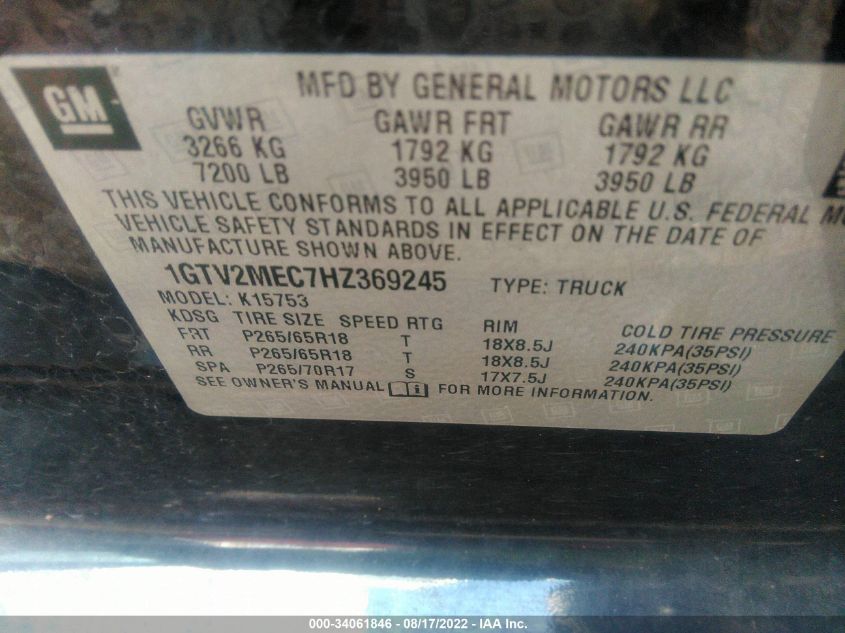 GM
MFD BY GENERAL MOTORS LLC
GVWR GAWR FRT GAWR RR
3266 KG 1792 KG 1792 KG
7200 LB 3950 LB 3950 LB
THIS VEHICLE CONFORMS TO ALL APPLICABLE U.S. FEDERAL
VEHICLE SAFETY STANDARDS IN EFFECT ON THE DATE OF
MANUFACTURE SHOWN ABOVE.
1GTV2MEC7HZ369245 TYPE: TRUCK
MODEL: K15753
KDSG TIRE SIZE SPEED RTG RIM COLD TIRE PRESSURE
FRT P265/65R18 T 18X8.5J 240KPA(35PSI)
RR P265/65R18 T 18X8.5J 240KPA(35PSI)
SPA P265/70R17 S 17X7.5J 240KPA(35PSI)
SEE OWNER'S MANUAL FOR MORE INFORMATION.
000-34061846 - 08/17/2022 - IAA Inc.